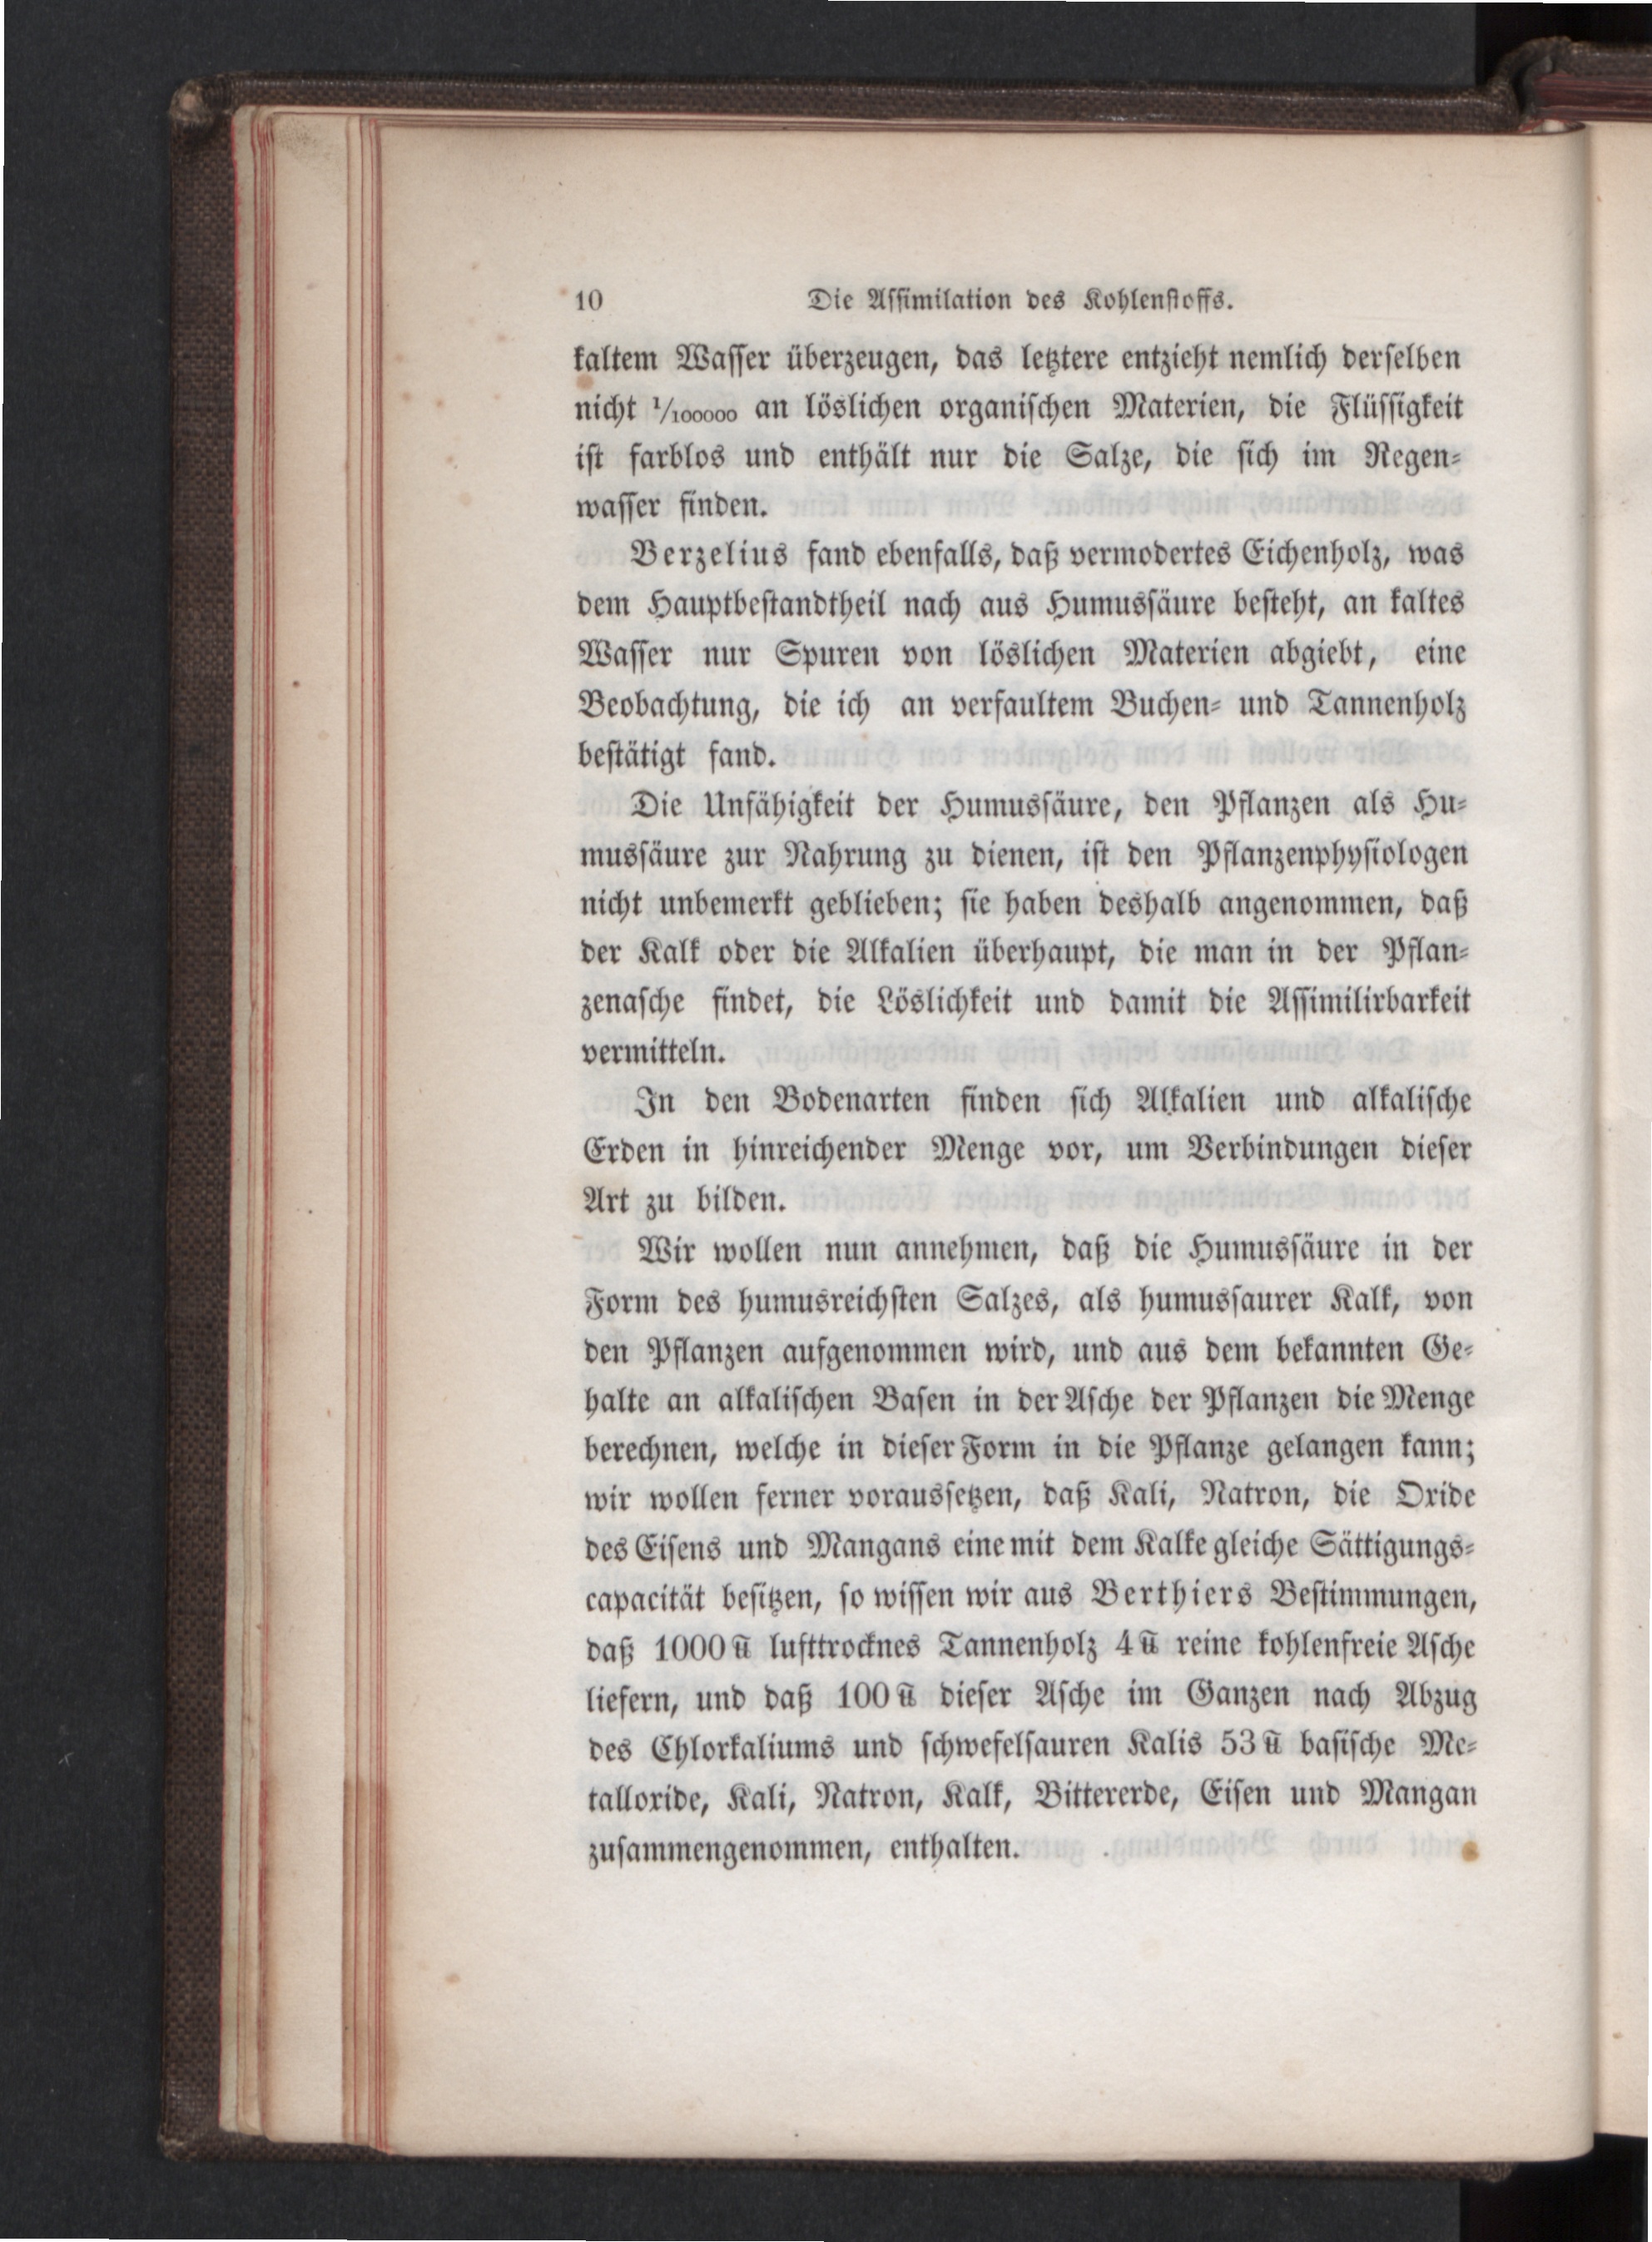 10 Die Assimilation des Kohlenstoffs.
kaltem Wasser überzeugen, das letztere entzieht nemlich derselben
nicht 1/100000 an löslichen organischen Materien, die Flüssigkeit
ist farblos und enthält nur die Salze, die sich im Regen-
wasser finden.
Berzelius fand ebenfalls, daß vermodertes Eichenholz, was
dem Hauptbestandtheil nach aus Humussäure besteht, an kaltes
Wasser nur Spuren von löslichen Materien abgiebt, eine
Beobachtung, die ich an verfaultem Buchen- und Tannenholz
bestätigt fand.
Die Unfähigkeit der Humussäure, den Pflanzen als Hu-
mussäure zur Nahrung zu dienen, ist den Pflanzenphysiologen
nicht unbemerkt geblieben; sie haben deshalb angenommen, daß
der Kalk oder die Alkalien überhaupt, die man in der Pflan-
zenasche findet, die Löslichkeit und damit die Assimilirbarkeit
vermitteln.
In den Bodenarten finden sich Alkalien und alkalische
Erden in hinreichender Menge vor, um Verbindungen dieser
Art zu bilden.
Wir wollen nun annehmen, daß die Humussäure in der
Form des humusreichsten Salzes, als humussaurer Kalk, von
den Pflanzen aufgenommen wird, und aus dem bekannten Ge-
halte an alkalischen Basen in der Asche der Pflanzen die Menge
berechnen, welche in dieser Form in die Pflanze gelangen kann;
wir wollen ferner voraussetzen, daß Kali, Natron, die Oxide
des Eisens und Mangans eine mit dem Kalke gleiche Sättigungs-
capacität besitzen, so wissen wir aus Berthiers Bestimmungen,
daß 1000 ℔ lufttrocknes Tannenholz 4 ℔ reine kohlenfreie Asche
liefern, und daß 100 ℔ dieser Asche im Ganzen nach Abzug
des Chlorkaliums und schwefelsauren Kalis 53 ℔ basische Me-
talloxide, Kali, Natron, Kalk, Bittererde, Eisen und Mangan
zusammengenommen, enthalten.